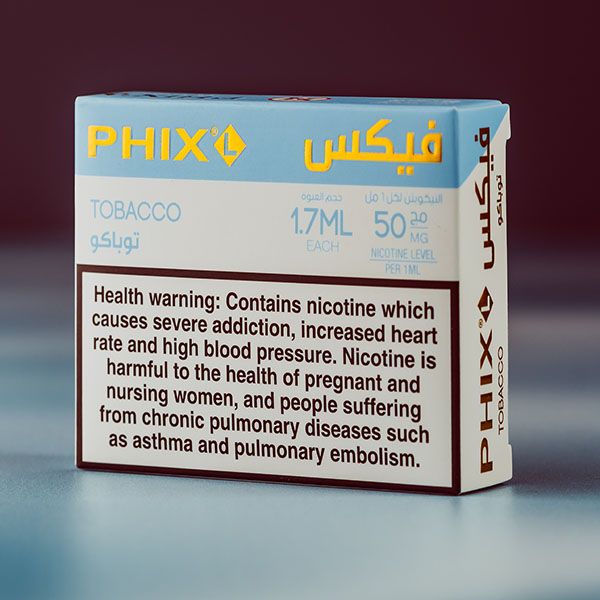 PHIX® L
فيكس
TOBACCO
توباكو
حجم العبوة
1.7ML
EACH
النيكوتين لكل 1 مل
50 مج
MG
NICOTINE LEVEL
PER 1ML
Health warning: Contains nicotine which
causes severe addiction, increased heart
rate and high blood pressure. Nicotine is
harmful to the health of pregnant and
nursing women, and people suffering
from chronic pulmonary diseases such
as asthma and pulmonary embolism.
PHIX® L فيكس
TOBACCO توباكو